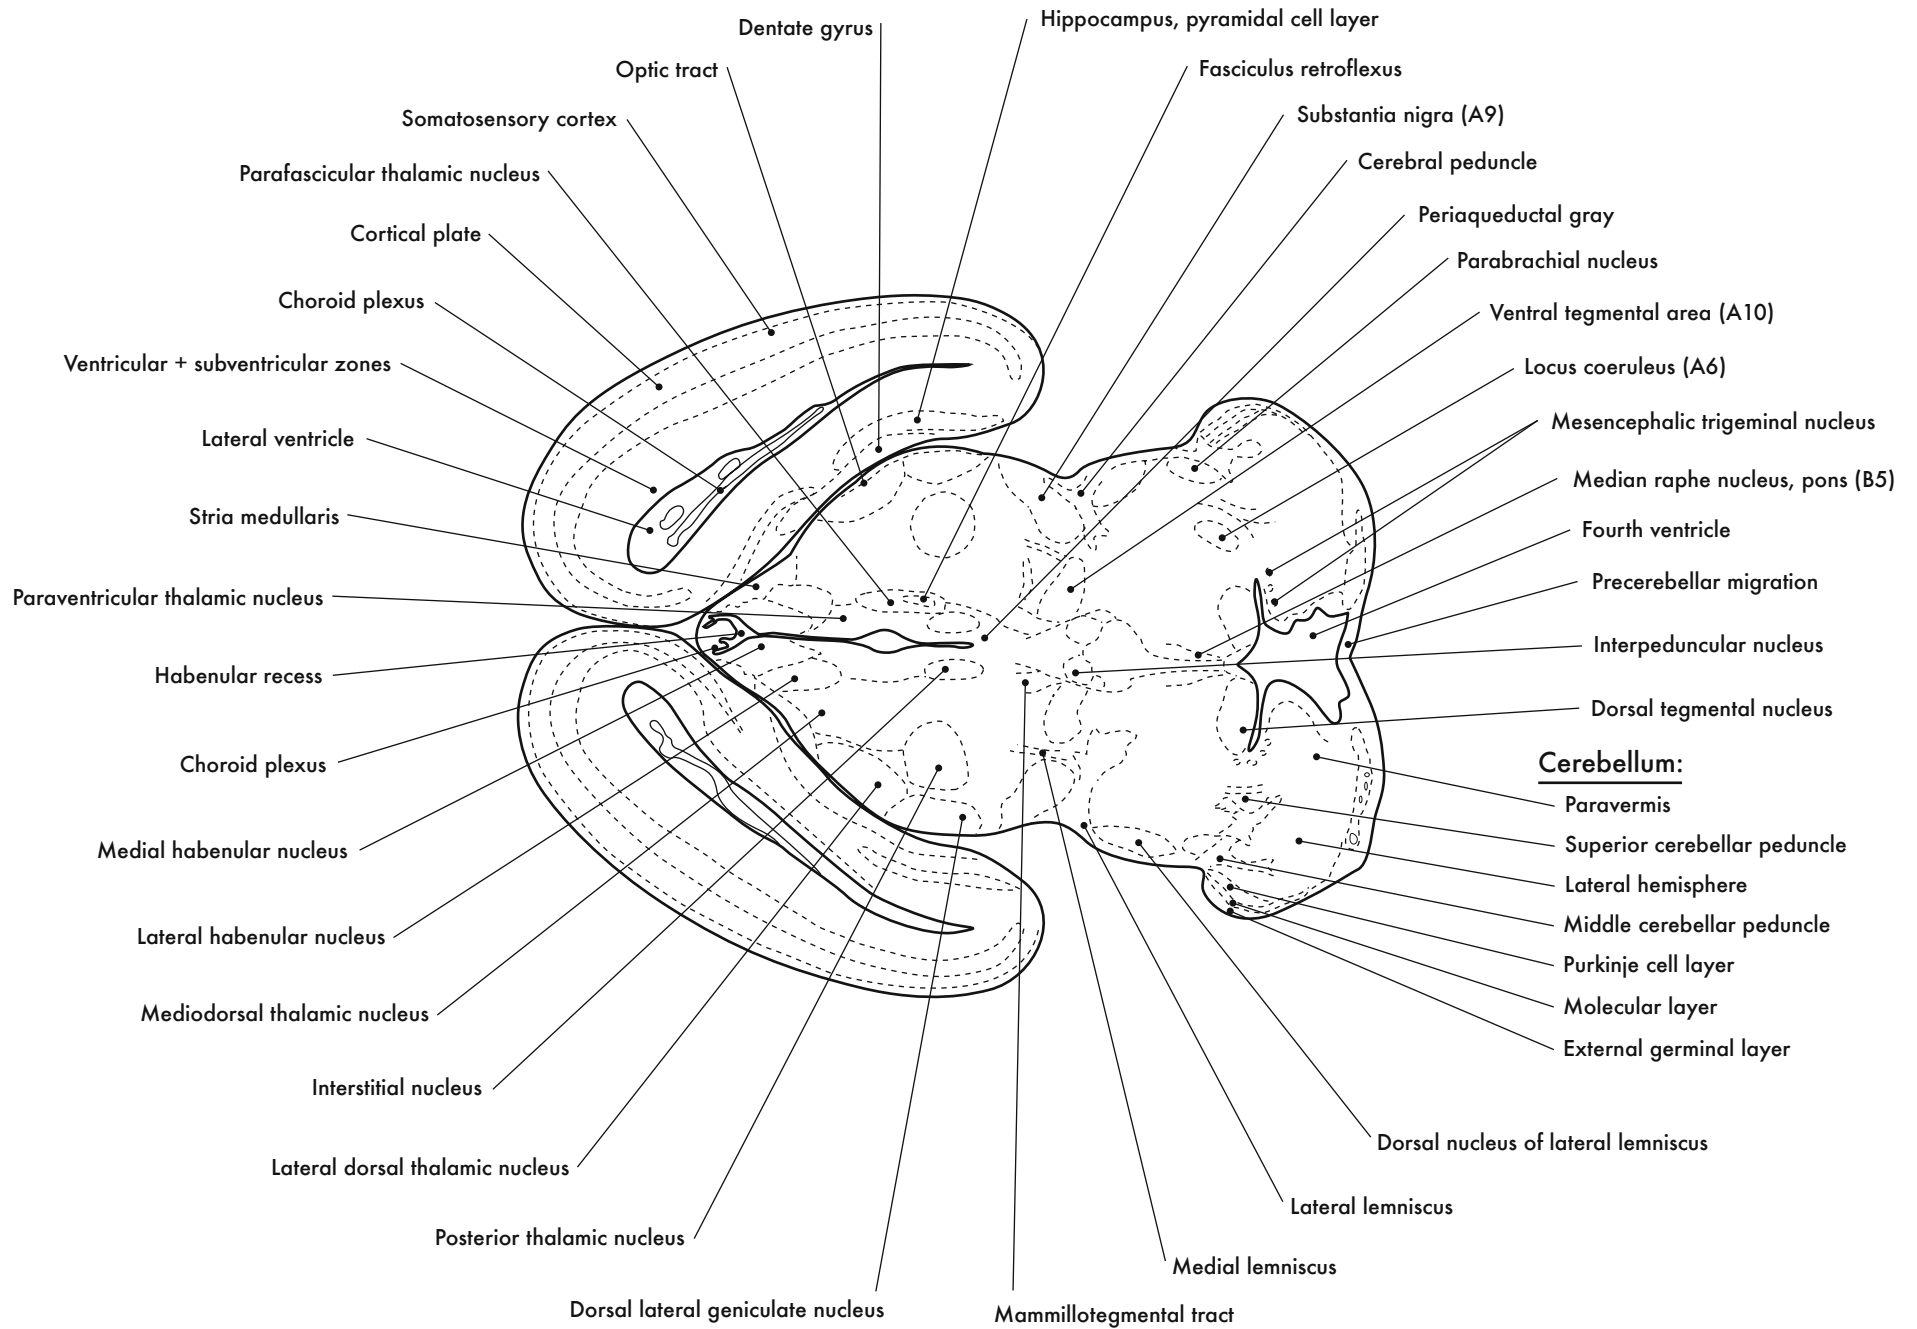 Dentate gyrus
Hippocampus, pyramidal cell layer
Optic tract
Fasciculus retroflexus
Somatosensory cortex
Substantia nigra (A9)
Parafascicular thalamic nucleus
Cerebral peduncle
Cortical plate
Periaqueductal gray
Parabrachial nucleus
Choroid plexus
Ventral tegmental area (A10)
Ventricular + subventricular zones
Locus coeruleus (A6)
Lateral ventricle
Mesencephalic trigeminal nucleus
Stria medullaris
Median raphe nucleus, pons (B5)
Fourth ventricle
Paraventricular thalamic nucleus
Precerebellar migration
Habenular recess
Interpeduncular nucleus
Dorsal tegmental nucleus
Choroid plexus
Cerebellum:
Paravermis
Medial habenular nucleus
Superior cerebellar peduncle
Lateral hemisphere
Lateral habenular nucleus
Middle cerebellar peduncle
Purkinje cell layer
Mediodorsal thalamic nucleus
Molecular layer
External germinal layer
Interstitial nucleus
Dorsal nucleus of lateral lemniscus
Lateral dorsal thalamic nucleus
Lateral lemniscus
Posterior thalamic nucleus
Medial lemniscus
Dorsal lateral geniculate nucleus
Mammillotegmental tract